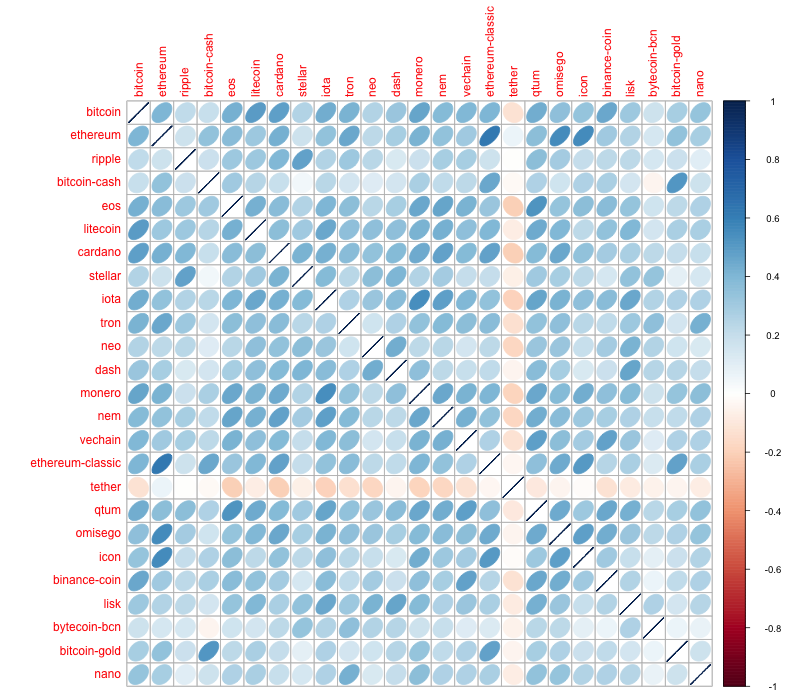 bitcoin
ethereum
ripple
bitcoin-cash
eos
litecoin
cardano
stellar
iota
tron
neo
dash
monero
nem
vechain
ethereum-classic
tether
qtum
omisego
icon
binance-coin
lisk
bytecoin-bcn
bitcoin-gold
nano
bitcoin
ethereum
ripple
bitcoin-cash
eos
litecoin
cardano
stellar
iota
tron
neo
dash
monero
nem
vechain
ethereum-classic
tether
qtum
omisego
icon
binance-coin
lisk
bytecoin-bcn
bitcoin-gold
nano
1
0.8
0.6
0.4
0.2
0
-0.2
-0.4
-0.6
-0.8
-1